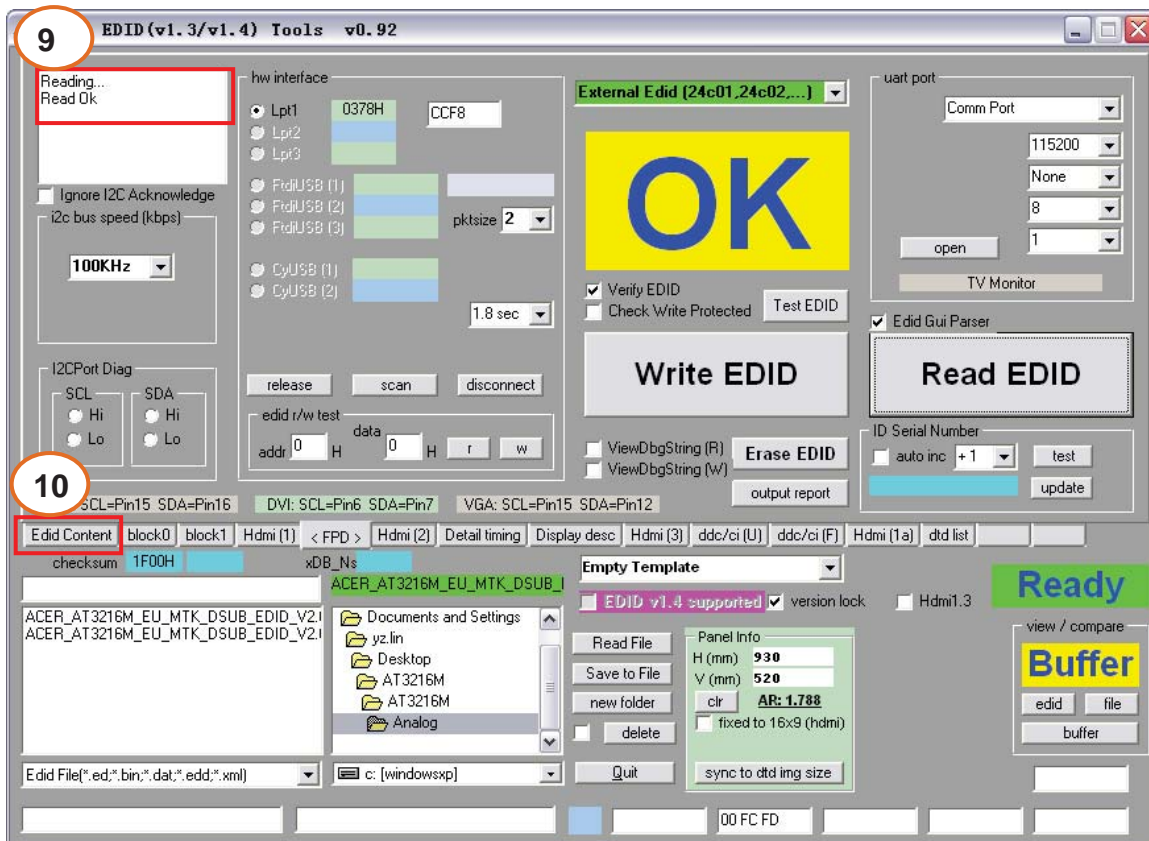 9
EDID(v1.3/v1.4) Tools v0.92
Reading...
Read Ok
Ignore I2C Acknowledge
i2c bus speed (kbps)
100KHz
I2CPort Diag
SCL
SDA
Hi
Hi
Lo
Lo
hw interface
Lpt1
0378H
CCF8
Lpt2
Lpt3
FtdiUSB (1)
FtdiUSB (2)
FtdiUSB (3)
pktsize 2
CyUSB (1)
CyUSB (2)
1.8 sec
release
scan
disconnect
edid r/w test
addr 0 H
data 0 H
r
w
External Edid (24c01,24c02,...)
OK
Verify EDID
Check Write Protected
Test EDID
Write EDID
ViewDbgString (R)
ViewDbgString (W)
Erase EDID
output report
uart port
Comm Port
115200
None
8
1
open
TV Monitor
Edid Gui Parser
Read EDID
ID Serial Number
auto inc
+1
test
update
10
SCL=Pin15 SDA=Pin16
DVI: SCL=Pin6 SDA=Pin7
VGA: SCL=Pin15 SDA=Pin12
Edid Content
block0
block1
Hdmi (1)
< FPD >
Hdmi (2)
Detail timing
Display desc
Hdmi (3)
ddc/ci (U)
ddc/ci (F)
Hdmi (1a)
dtd list
checksum
1F00H
xDB_Ns
ACER_AT3216M_EU_MTK_DSUB_
ACER_AT3216M_EU_MTK_DSUB_EDID_V2.
ACER_AT3216M_EU_MTK_DSUB_EDID_V2.
Documents and Settings
yz.lin
Desktop
AT3216M
AT3216M
Analog
Edid File(*.ed;*.bin;*.dat;*.edd;*.xml)
c: [windowsxp]
Empty Template
EDID v1.4 supported
version lock
Hdmi1.3
Read File
Save to File
new folder
delete
Quit
Panel Info
H (mm) 930
V (mm) 520
clr
AR: 1.788
fixed to 16x9 (hdmi)
sync to dtd img size
Ready
view / compare
Buffer
edid
file
buffer
00 FC FD